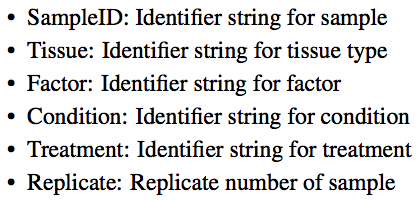 • SampleID: Identifier string for sample
• Tissue: Identifier string for tissue type
• Factor: Identifier string for factor
• Condition: Identifier string for condition
• Treatment: Identifier string for treatment
• Replicate: Replicate number of sample